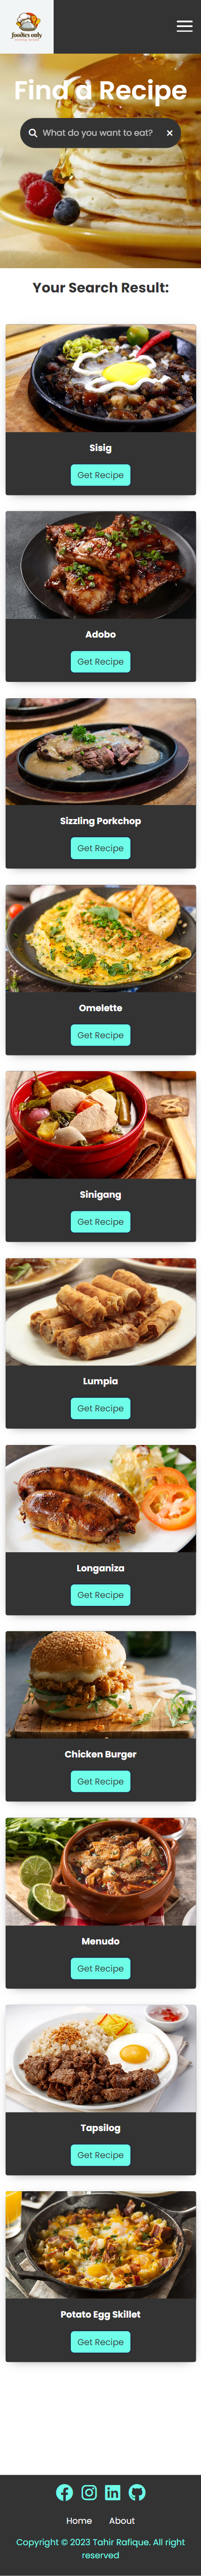 foodies only
Find a Recipe
What do you want to eat?
Your Search Result:
Sisig
Get Recipe
Adobo
Get Recipe
Sizzling Porkchop
Get Recipe
Omelette
Get Recipe
Sinigang
Get Recipe
Lumpia
Get Recipe
Longaniza
Get Recipe
Chicken Burger
Get Recipe
Menudo
Get Recipe
Tapsilog
Get Recipe
Potato Egg Skillet
Get Recipe
Home About
Copyright © 2023 Tahir Rafique. All right
reserved